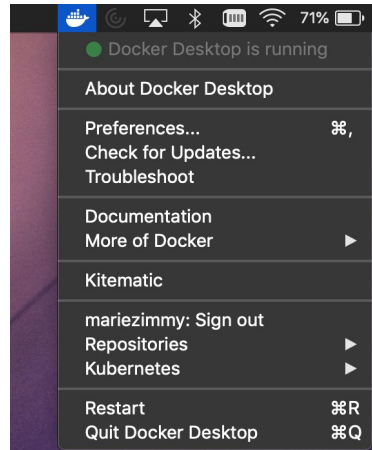 71%
Docker Desktop is running
About Docker Desktop
Preferences... ⌘,
Check for Updates...
Troubleshoot
Documentation
More of Docker ▶
Kitematic
mariezimmy: Sign out
Repositories ▶
Kubernetes ▶
Restart ⌘R
Quit Docker Desktop ⌘Q